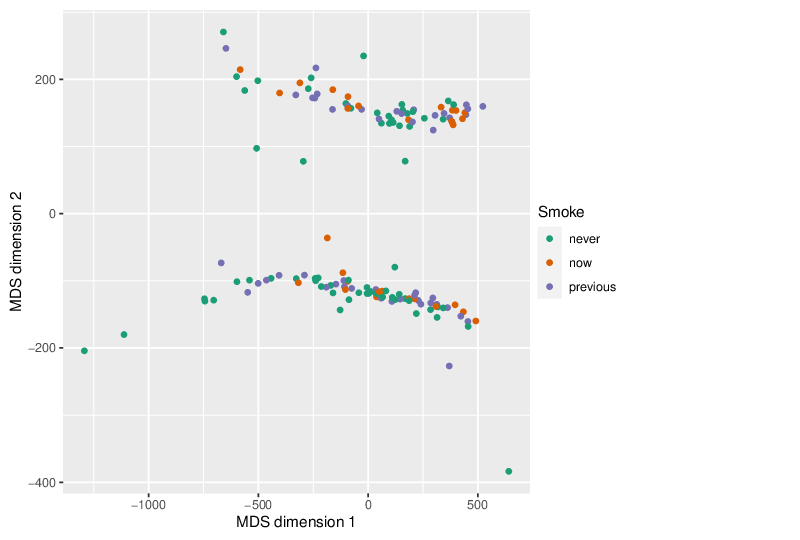 200
0
−200
−400
−1000
−500
0
500
MDS dimension 1
MDS dimension 2
Smoke
never
now
previous